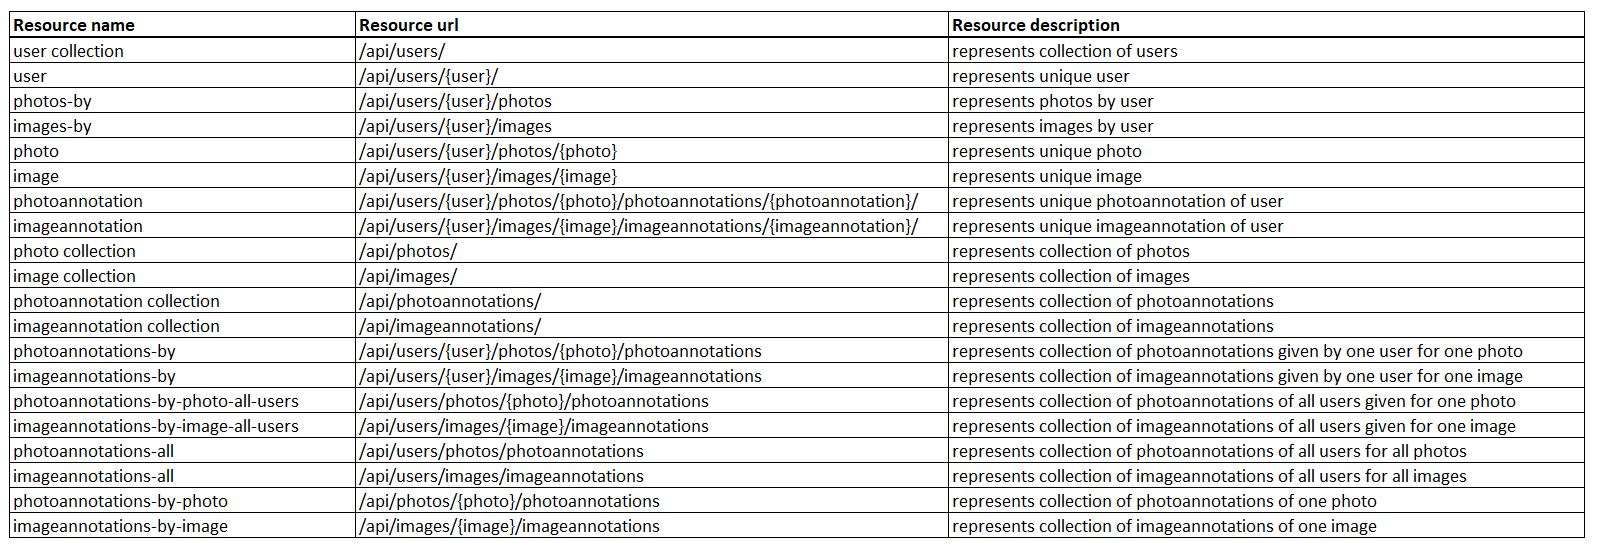 Resource name Resource url Resource description
user collection /api/users/ represents collection of users
user /api/users/{user}/ represents unique user
photos-by /api/users/{user}/photos represents photos by user
images-by /api/users/{user}/images represents images by user
photo /api/users/{user}/photos/{photo} represents unique photo
image /api/users/{user}/images/{image} represents unique image
photoannotation /api/users/{user}/photos/{photo}/photoannotations/{photoannotation}/ represents unique photoannotation of user
imageannotation /api/users/{user}/images/{image}/imageannotations/{imageannotation}/ represents unique imageannotation of user
photo collection /api/photos/ represents collection of photos
image collection /api/images/ represents collection of images
photoannotation collection /api/photoannotations/ represents collection of photoannotations
imageannotation collection /api/imageannotations/ represents collection of imageannotations
photoannotations-by /api/users/{user}/photos/{photo}/photoannotations represents collection of photoannotations given by one user for one photo
imageannotations-by /api/users/{user}/images/{image}/imageannotations represents collection of imageannotations given by one user for one image
photoannotations-by-photo-all-users /api/users/photos/{photo}/photoannotations represents collection of photoannotations of all users given for one photo
imageannotations-by-image-all-users /api/users/images/{image}/imageannotations represents collection of imageannotations of all users given for one image
photoannotations-all /api/users/photos/photoannotations represents collection of photoannotations of all users for all photos
imageannotations-all /api/users/images/imageannotations represents collection of imageannotations of all users for all images
photoannotations-by-photo /api/photos/{photo}/photoannotations represents collection of photoannotations of one photo
imageannotations-by-image /api/images/{image}/imageannotations represents collection of imageannotations of one image